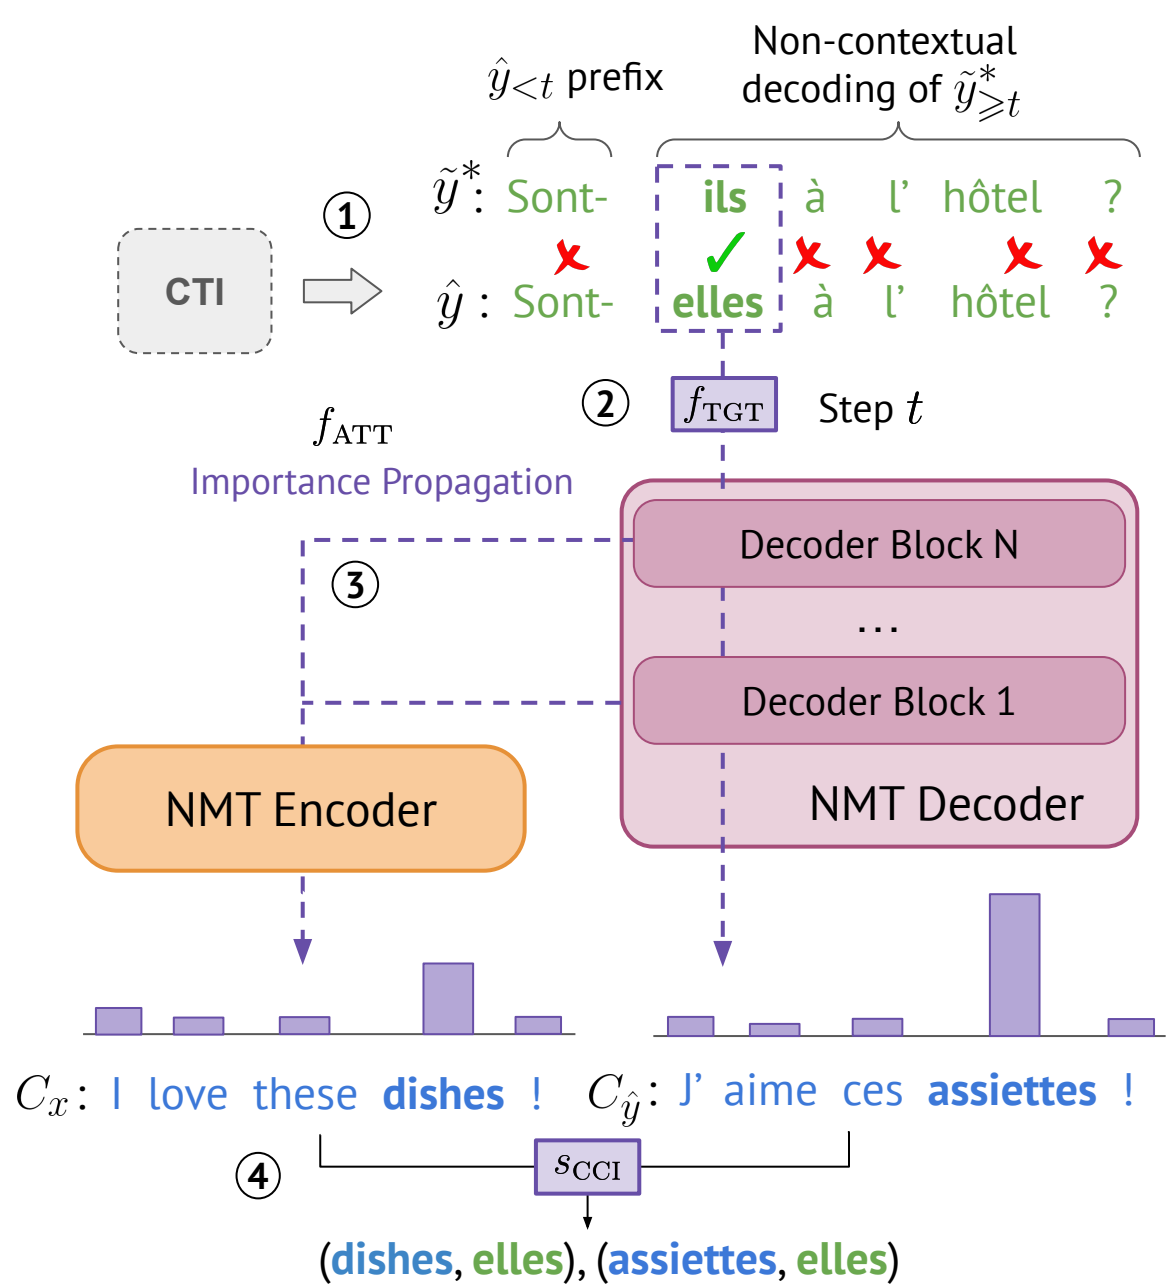 Non-contextual
ŷ<t prefix
decoding of ỹ*⩾t
ỹ*: Sont- ils à l’ hôtel ?
①
✘ ✓ ✘ ✘ ✘ ✘
CTI
ŷ : Sont- elles à l’ hôtel ?
② fTGT Step t
fATT
Importance Propagation
Decoder Block N
③
...
Decoder Block 1
NMT Encoder
NMT Decoder
Cx: I love these dishes !
Cŷ: J’ aime ces assiettes !
④ sCCI
(dishes, elles), (assiettes, elles)